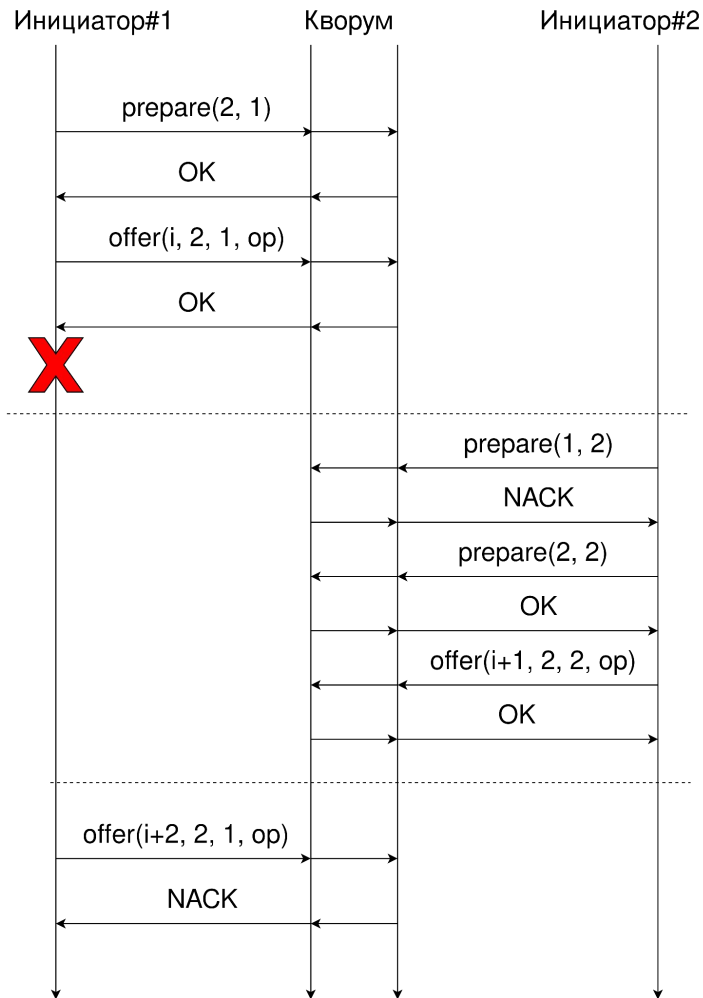 Инициатор#1
Кворум
Инициатор#2
prepare(2, 1)
OK
offer(i, 2, 1, op)
OK
prepare(1, 2)
NACK
prepare(2, 2)
OK
offer(i+1, 2, 2, op)
OK
offer(i+2, 2, 1, op)
NACK